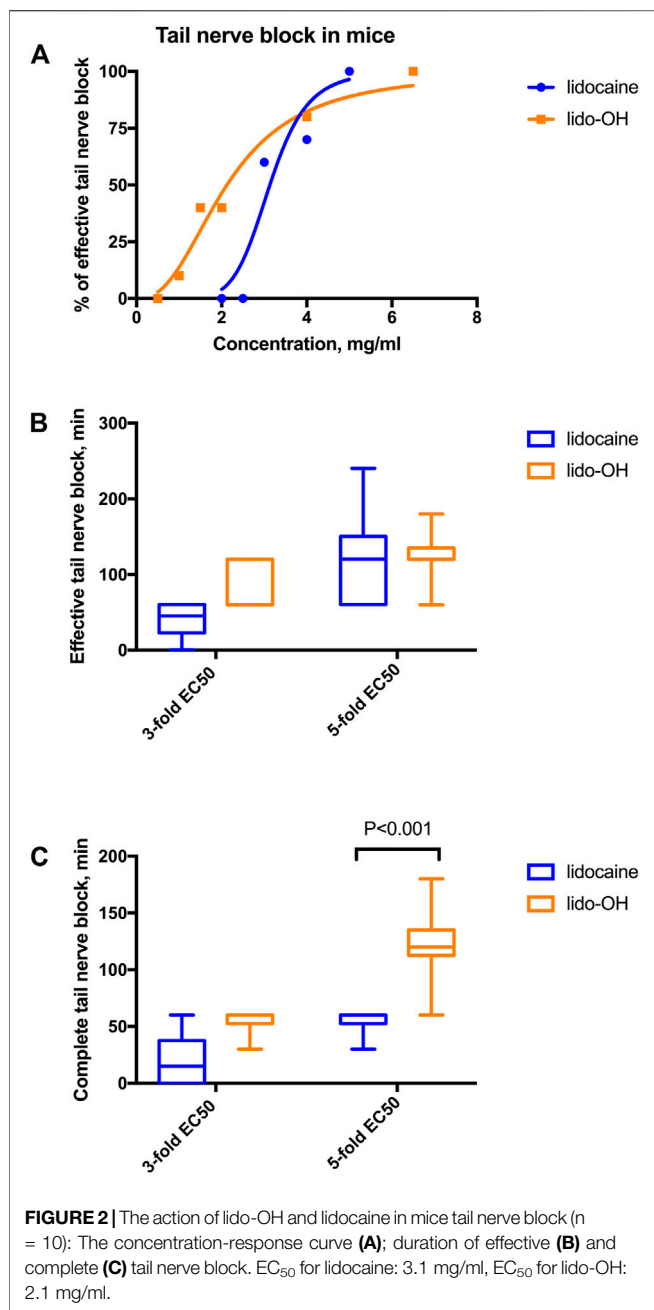 Tail nerve block in mice
A
% of effective tail nerve block
100
75
50
25
0
0 2 4 6 8
Concentration, mg/ml
lidocaine
lido-OH
B
Effective tail nerve block, min
300
200
100
0
3-fold EC50
5-fold EC50
lidocaine
lido-OH
C
Complete tail nerve block, min
200
150
100
50
0
P<0.001
3-fold EC50
5-fold EC50
lidocaine
lido-OH
FIGURE 2 | The action of lido-OH and lidocaine in mice tail nerve block (n
= 10): The concentration-response curve (A); duration of effective (B) and
complete (C) tail nerve block. EC₅₀ for lidocaine: 3.1 mg/ml, EC₅₀ for lido-OH:
2.1 mg/ml.